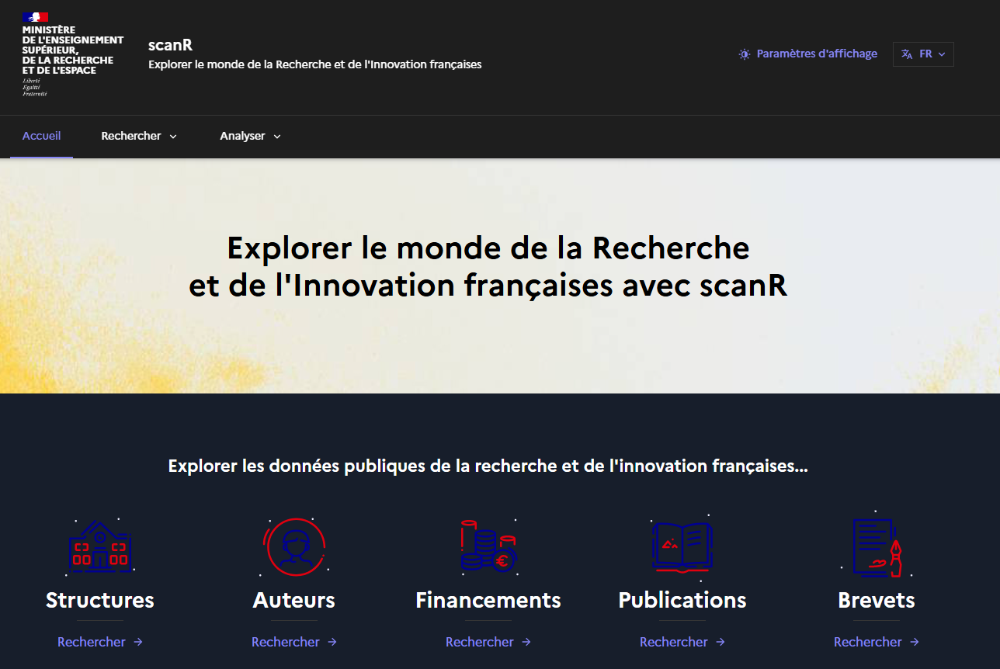 MINISTÈRE
DE L'ENSEIGNEMENT
SUPÉRIEUR,
DE LA RECHERCHE
ET DE L'ESPACE
Liberté
Égalité
Fraternité
scanR
Explorer le monde de la Recherche et de l'Innovation françaises
Paramètres d'affichage
FR
Accueil
Rechercher
Analyser
Explorer le monde de la Recherche
et de l'Innovation françaises avec scanR
Explorer les données publiques de la recherche et de l'innovation françaises...
Structures
Auteurs
Financements
Publications
Brevets
Rechercher
Rechercher
Rechercher
Rechercher
Rechercher